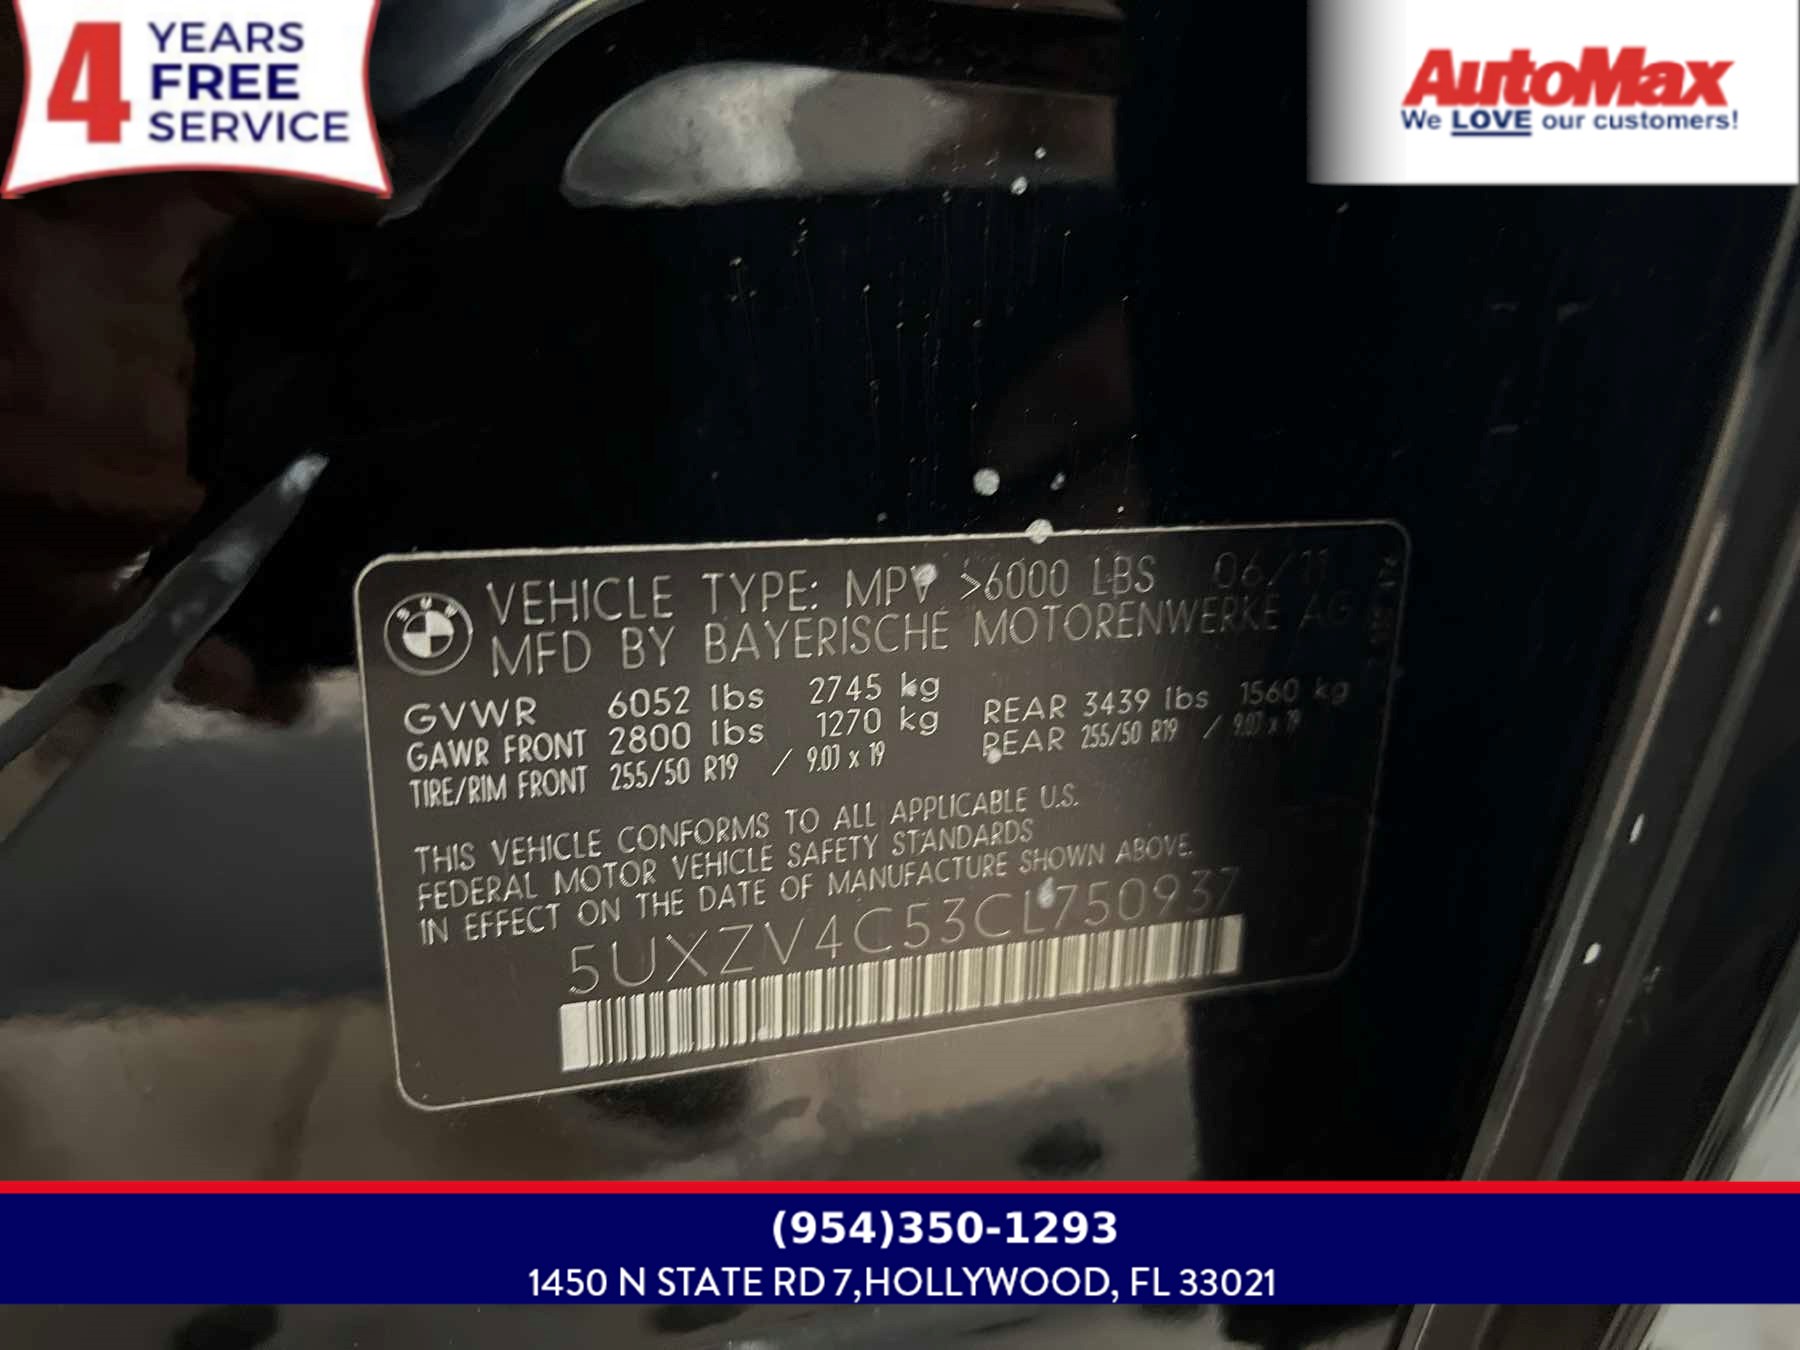 4 YEARS
FREE
SERVICE
AutoMax
We LOVE our customers!
VEHICLE TYPE: MPV >6000 LBS 06/11
MFD BY BAYERISCHE MOTORENWERKE AG
GVWR 6052 lbs 2745 kg
GAWR FRONT 2800 lbs 1270 kg REAR 3439 lbs 1560 kg
TIRE/RIM FRONT 255/50 R19 / 9.0J x 19 REAR 255/50 R19 / 9.0J x 19
THIS VEHICLE CONFORMS TO ALL APPLICABLE U.S.
FEDERAL MOTOR VEHICLE SAFETY STANDARDS
IN EFFECT ON THE DATE OF MANUFACTURE SHOWN ABOVE.
5UXZV4C53CL750937
(954)350-1293
1450 N STATE RD 7,HOLLYWOOD, FL 33021